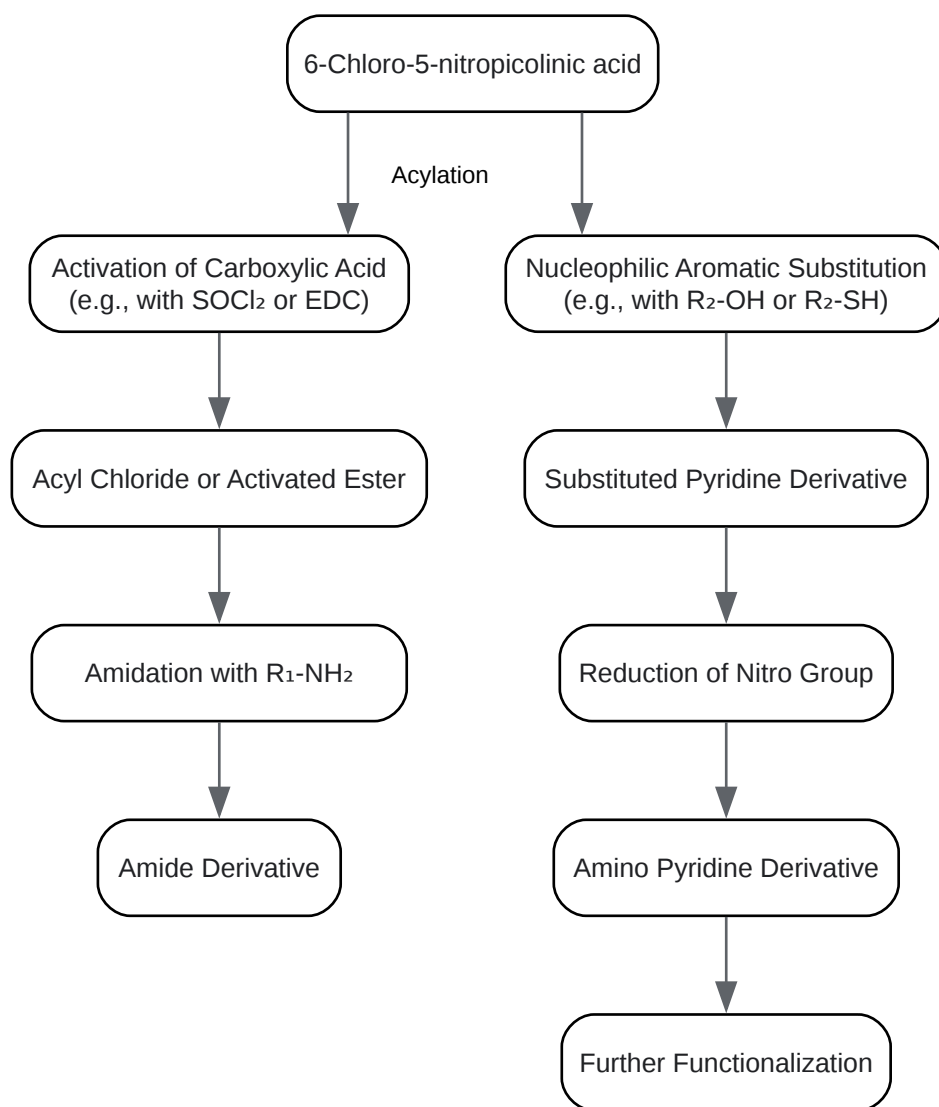 6-Chloro-5-nitropicolinic acid
Acylation
Activation of Carboxylic Acid
(e.g., with SOCl₂ or EDC)
Nucleophilic Aromatic Substitution
(e.g., with R₂-OH or R₂-SH)
Acyl Chloride or Activated Ester
Substituted Pyridine Derivative
Amidation with R₁-NH₂
Reduction of Nitro Group
Amide Derivative
Amino Pyridine Derivative
Further Functionalization